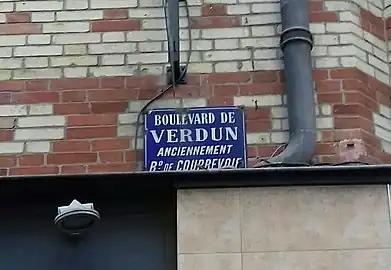 BOULEVARD DE
VERDUN
ANCIENNEMENT
BD DE COURBEVOIE